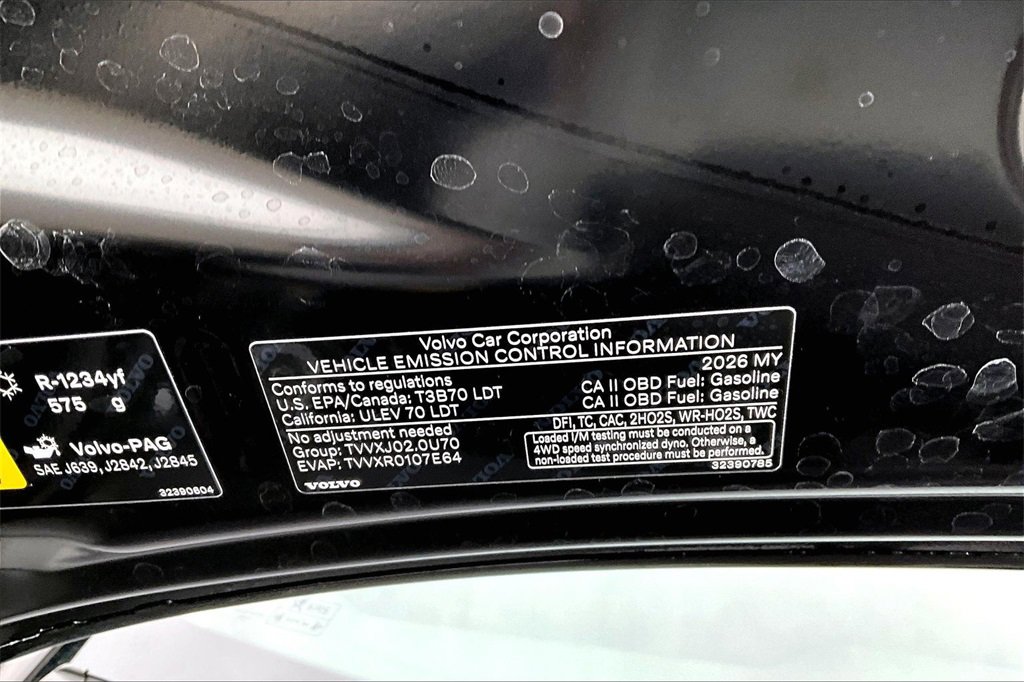 R-1234yf
575 g
Volvo-PAG
SAE J639, J2842, J2845
32390604
Volvo Car Corporation
VEHICLE EMISSION CONTROL INFORMATION
2026 MY
Conforms to regulations
U.S. EPA/Canada: T3B70 LDT CA II OBD Fuel: Gasoline
California: ULEV 70 LDT CA II OBD Fuel: Gasoline
No adjustment needed DFI, TC, CAC, 2HO2S, WR-HO2S, TWC
Group: TVVXJ02.0U70
EVAP: TVVXR0107E64
Loaded I/M testing must be conducted on a
4WD speed synchronized dyno. Otherwise, a
non-loaded test procedure must be performed.
32390785
VOLVO